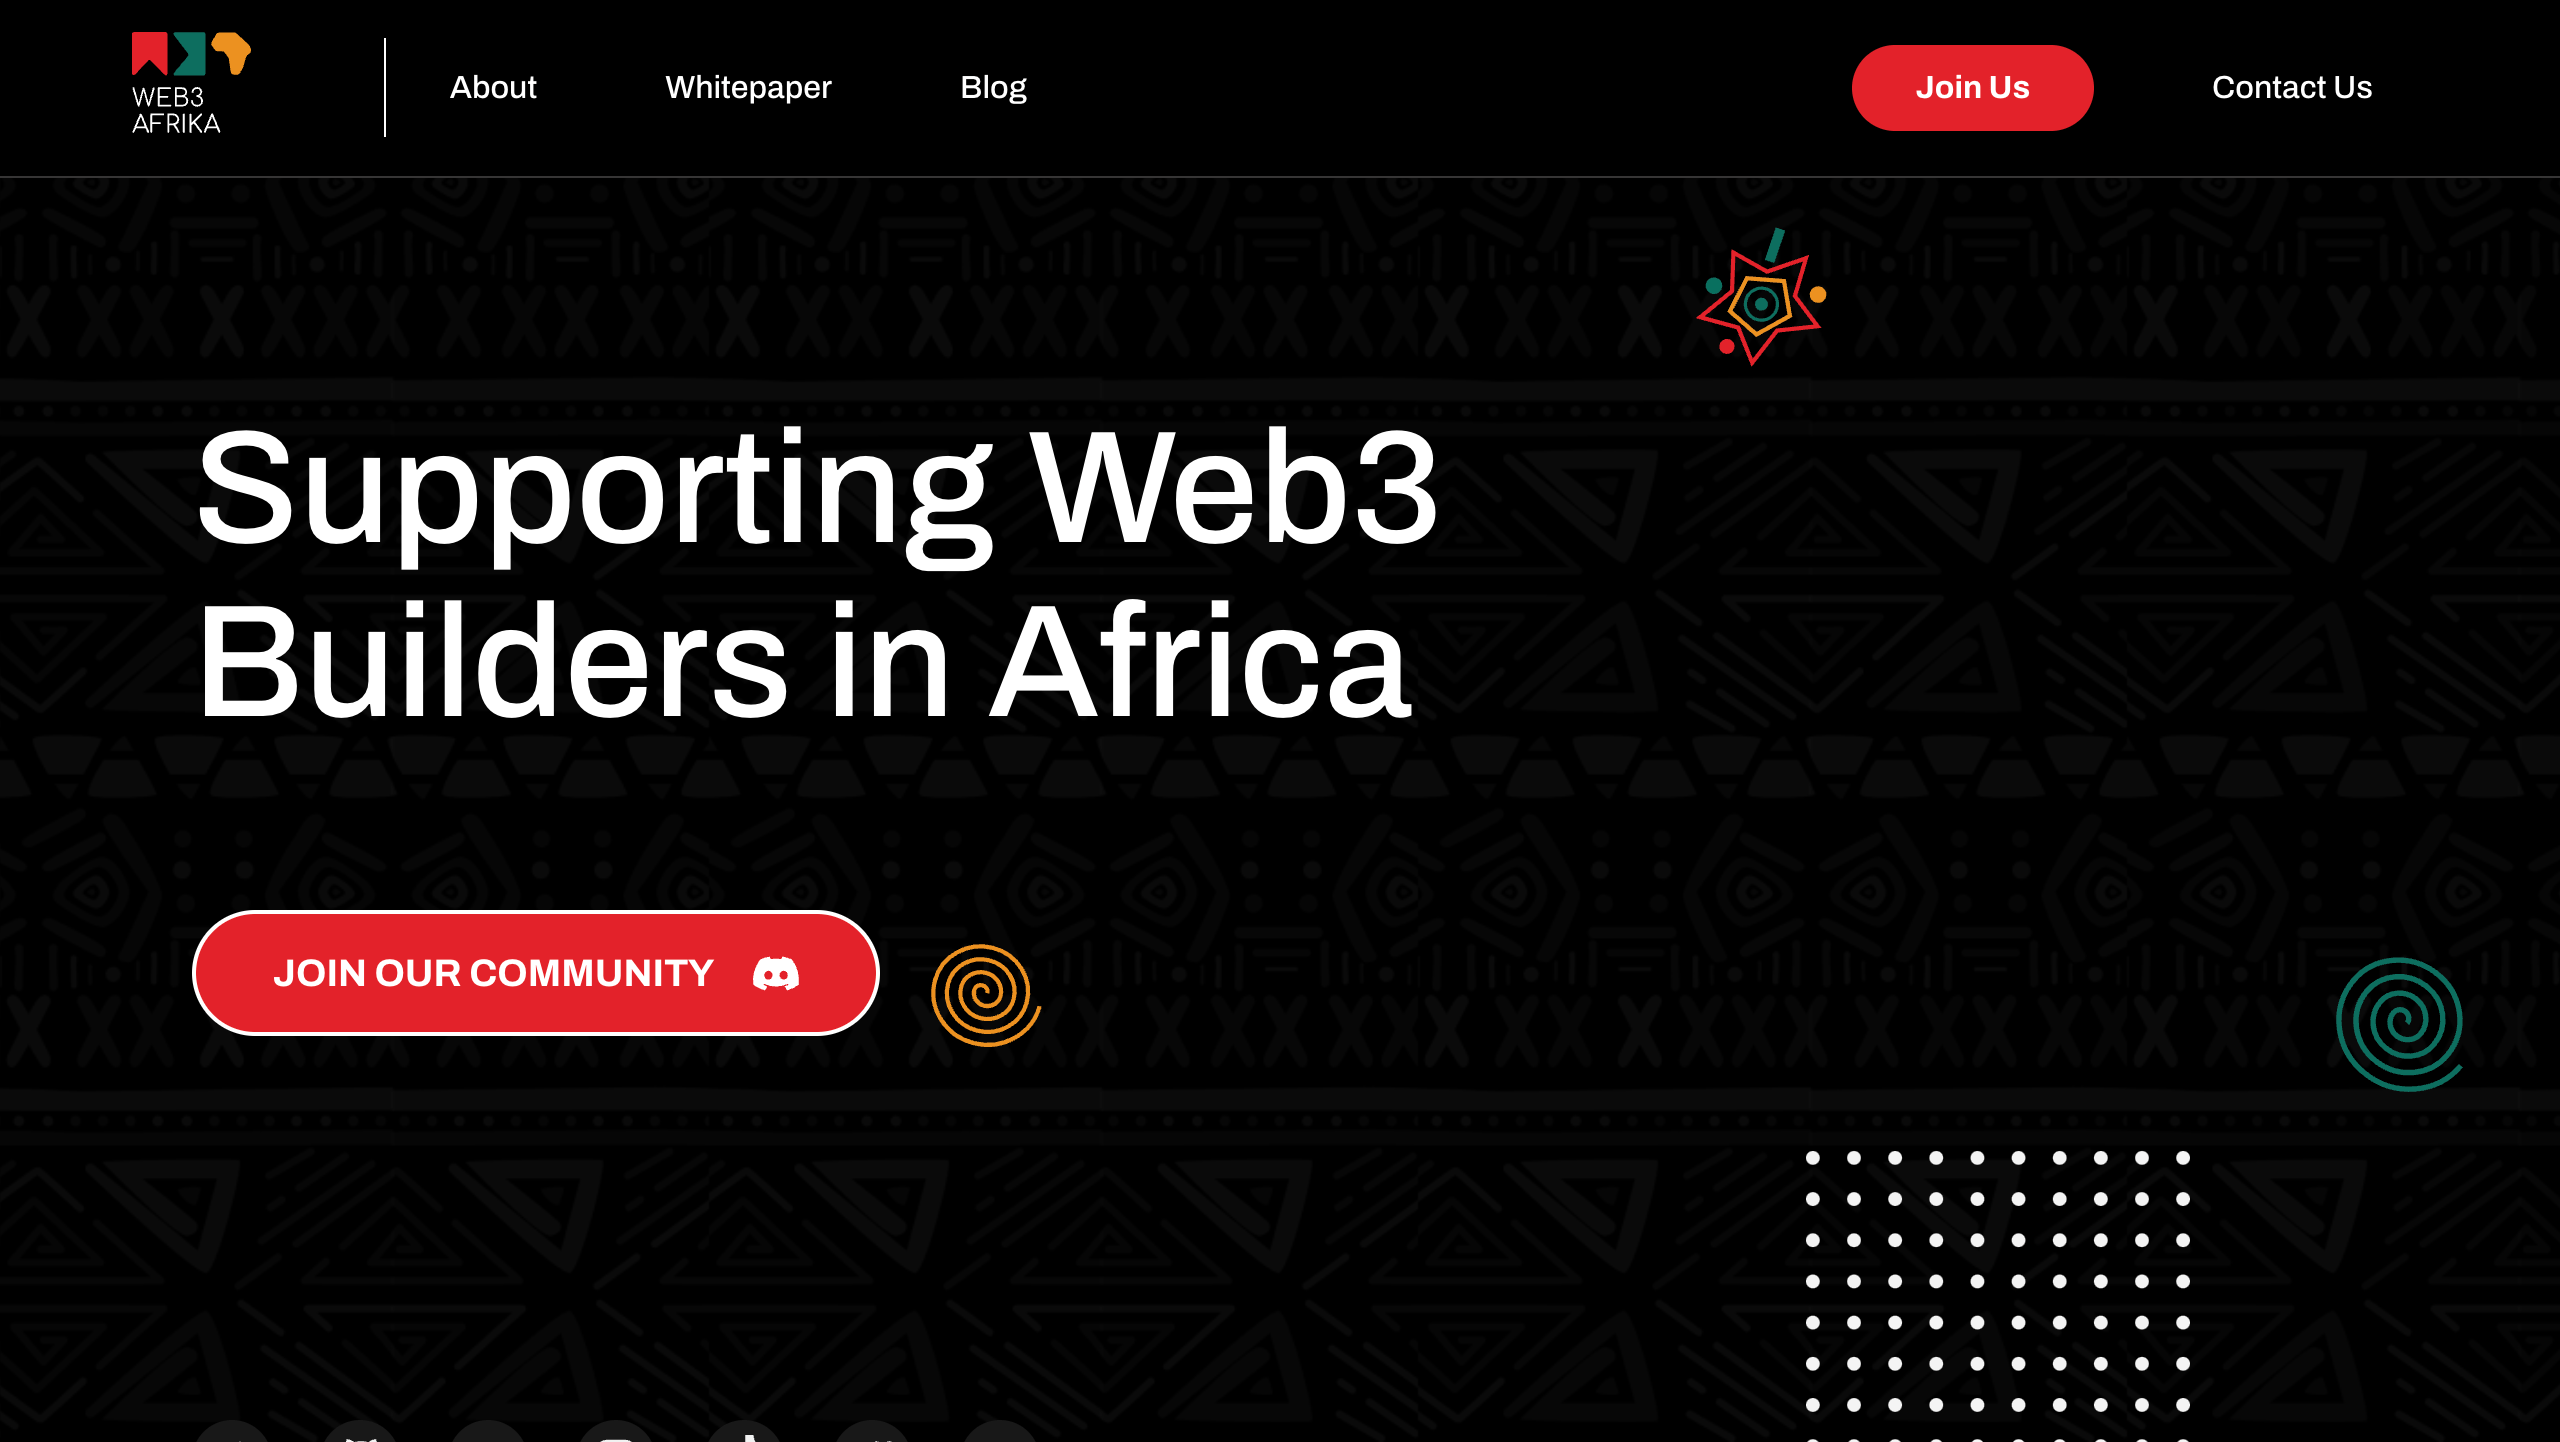 WEB3
AFRIKA
About
Whitepaper
Blog
Join Us
Contact Us
Supporting Web3
Builders in Africa
JOIN OUR COMMUNITY